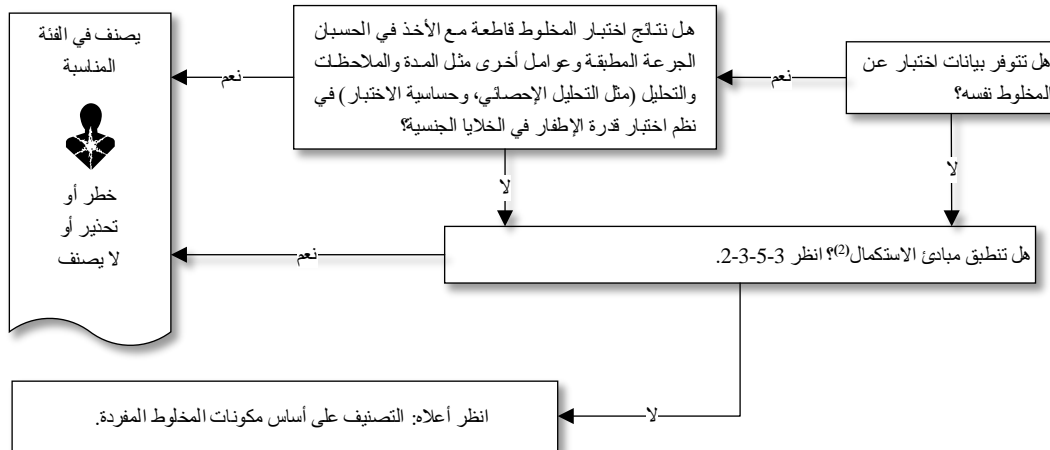 هل تتوفر بيانات اختبار عن
المخلوط نفسه؟
نعم
هل نتائج اختبار المخلوط قاطعة مع الأخذ في الحسبان
الجرعة المطبقة وعوامل أخرى مثل المدة والملاحظات
والتحليل (مثل التحليل الإحصائي، وحساسية الاختبار) في
نظم اختبار قدرة الإطفار في الخلايا الجنسية؟
نعم
يصنف في الفئة
المناسبة
خطر أو
تحذير أو
لا يصنف
لا
لا
هل تنطبق مبادئ الاستكمال(2)؟ انظر 3-5-3-2.
نعم
لا
انظر أعلاه: التصنيف على أساس مكونات المخلوط المفردة.